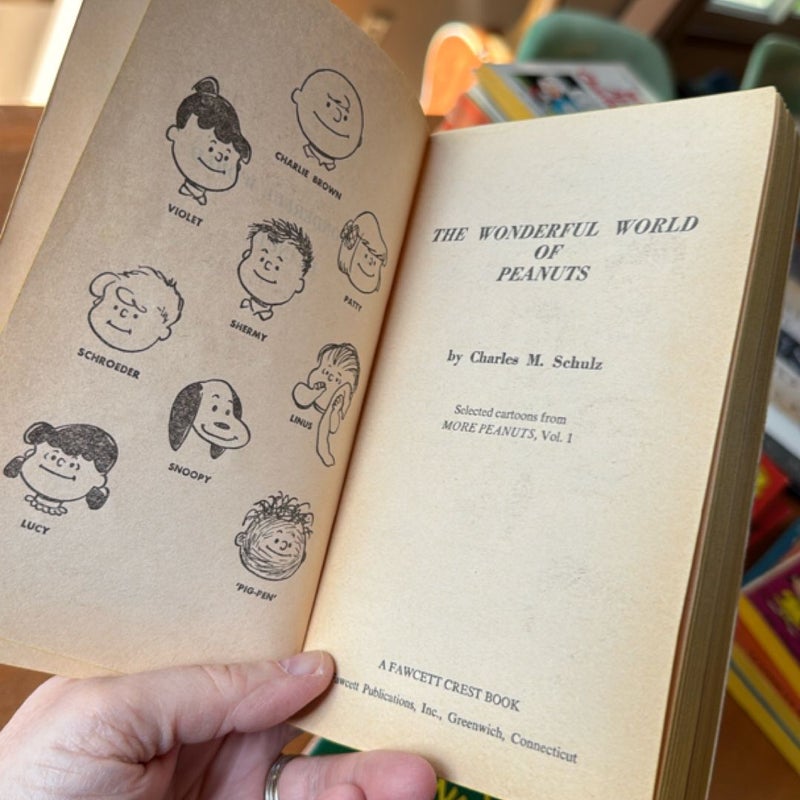 CHARLIE BROWN
VIOLET
PATTY
SHERMY
SCHROEDER
LINUS
SNOOPY
LUCY
'PIG-PEN'
THE WONDERFUL WORLD
OF
PEANUTS
by Charles M. Schulz
Selected cartoons from
MORE PEANUTS, Vol. 1
A FAWCETT CREST BOOK
Publications, Inc., Greenwich, Connecticut